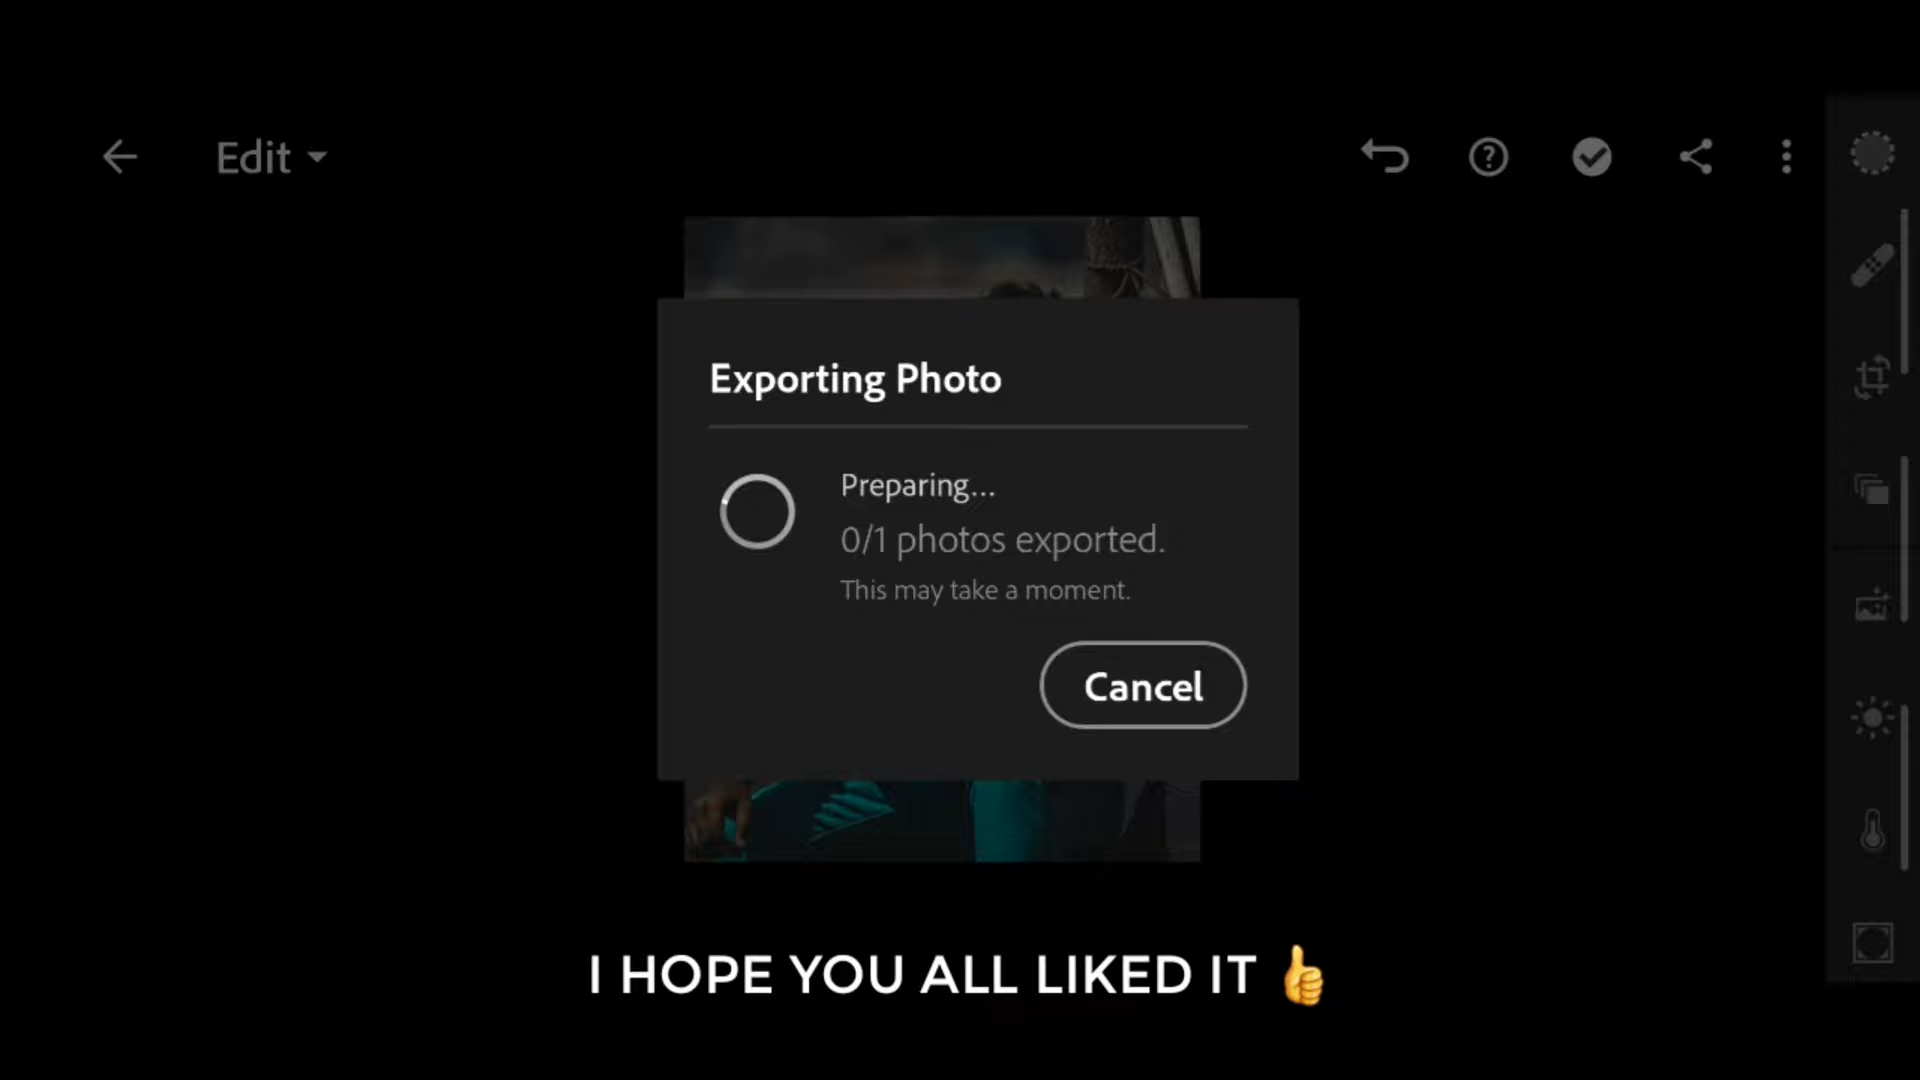 Edit
Exporting Photo
Preparing...
0/1 photos exported.
This may take a moment.
Cancel
I HOPE YOU ALL LIKED IT 👍